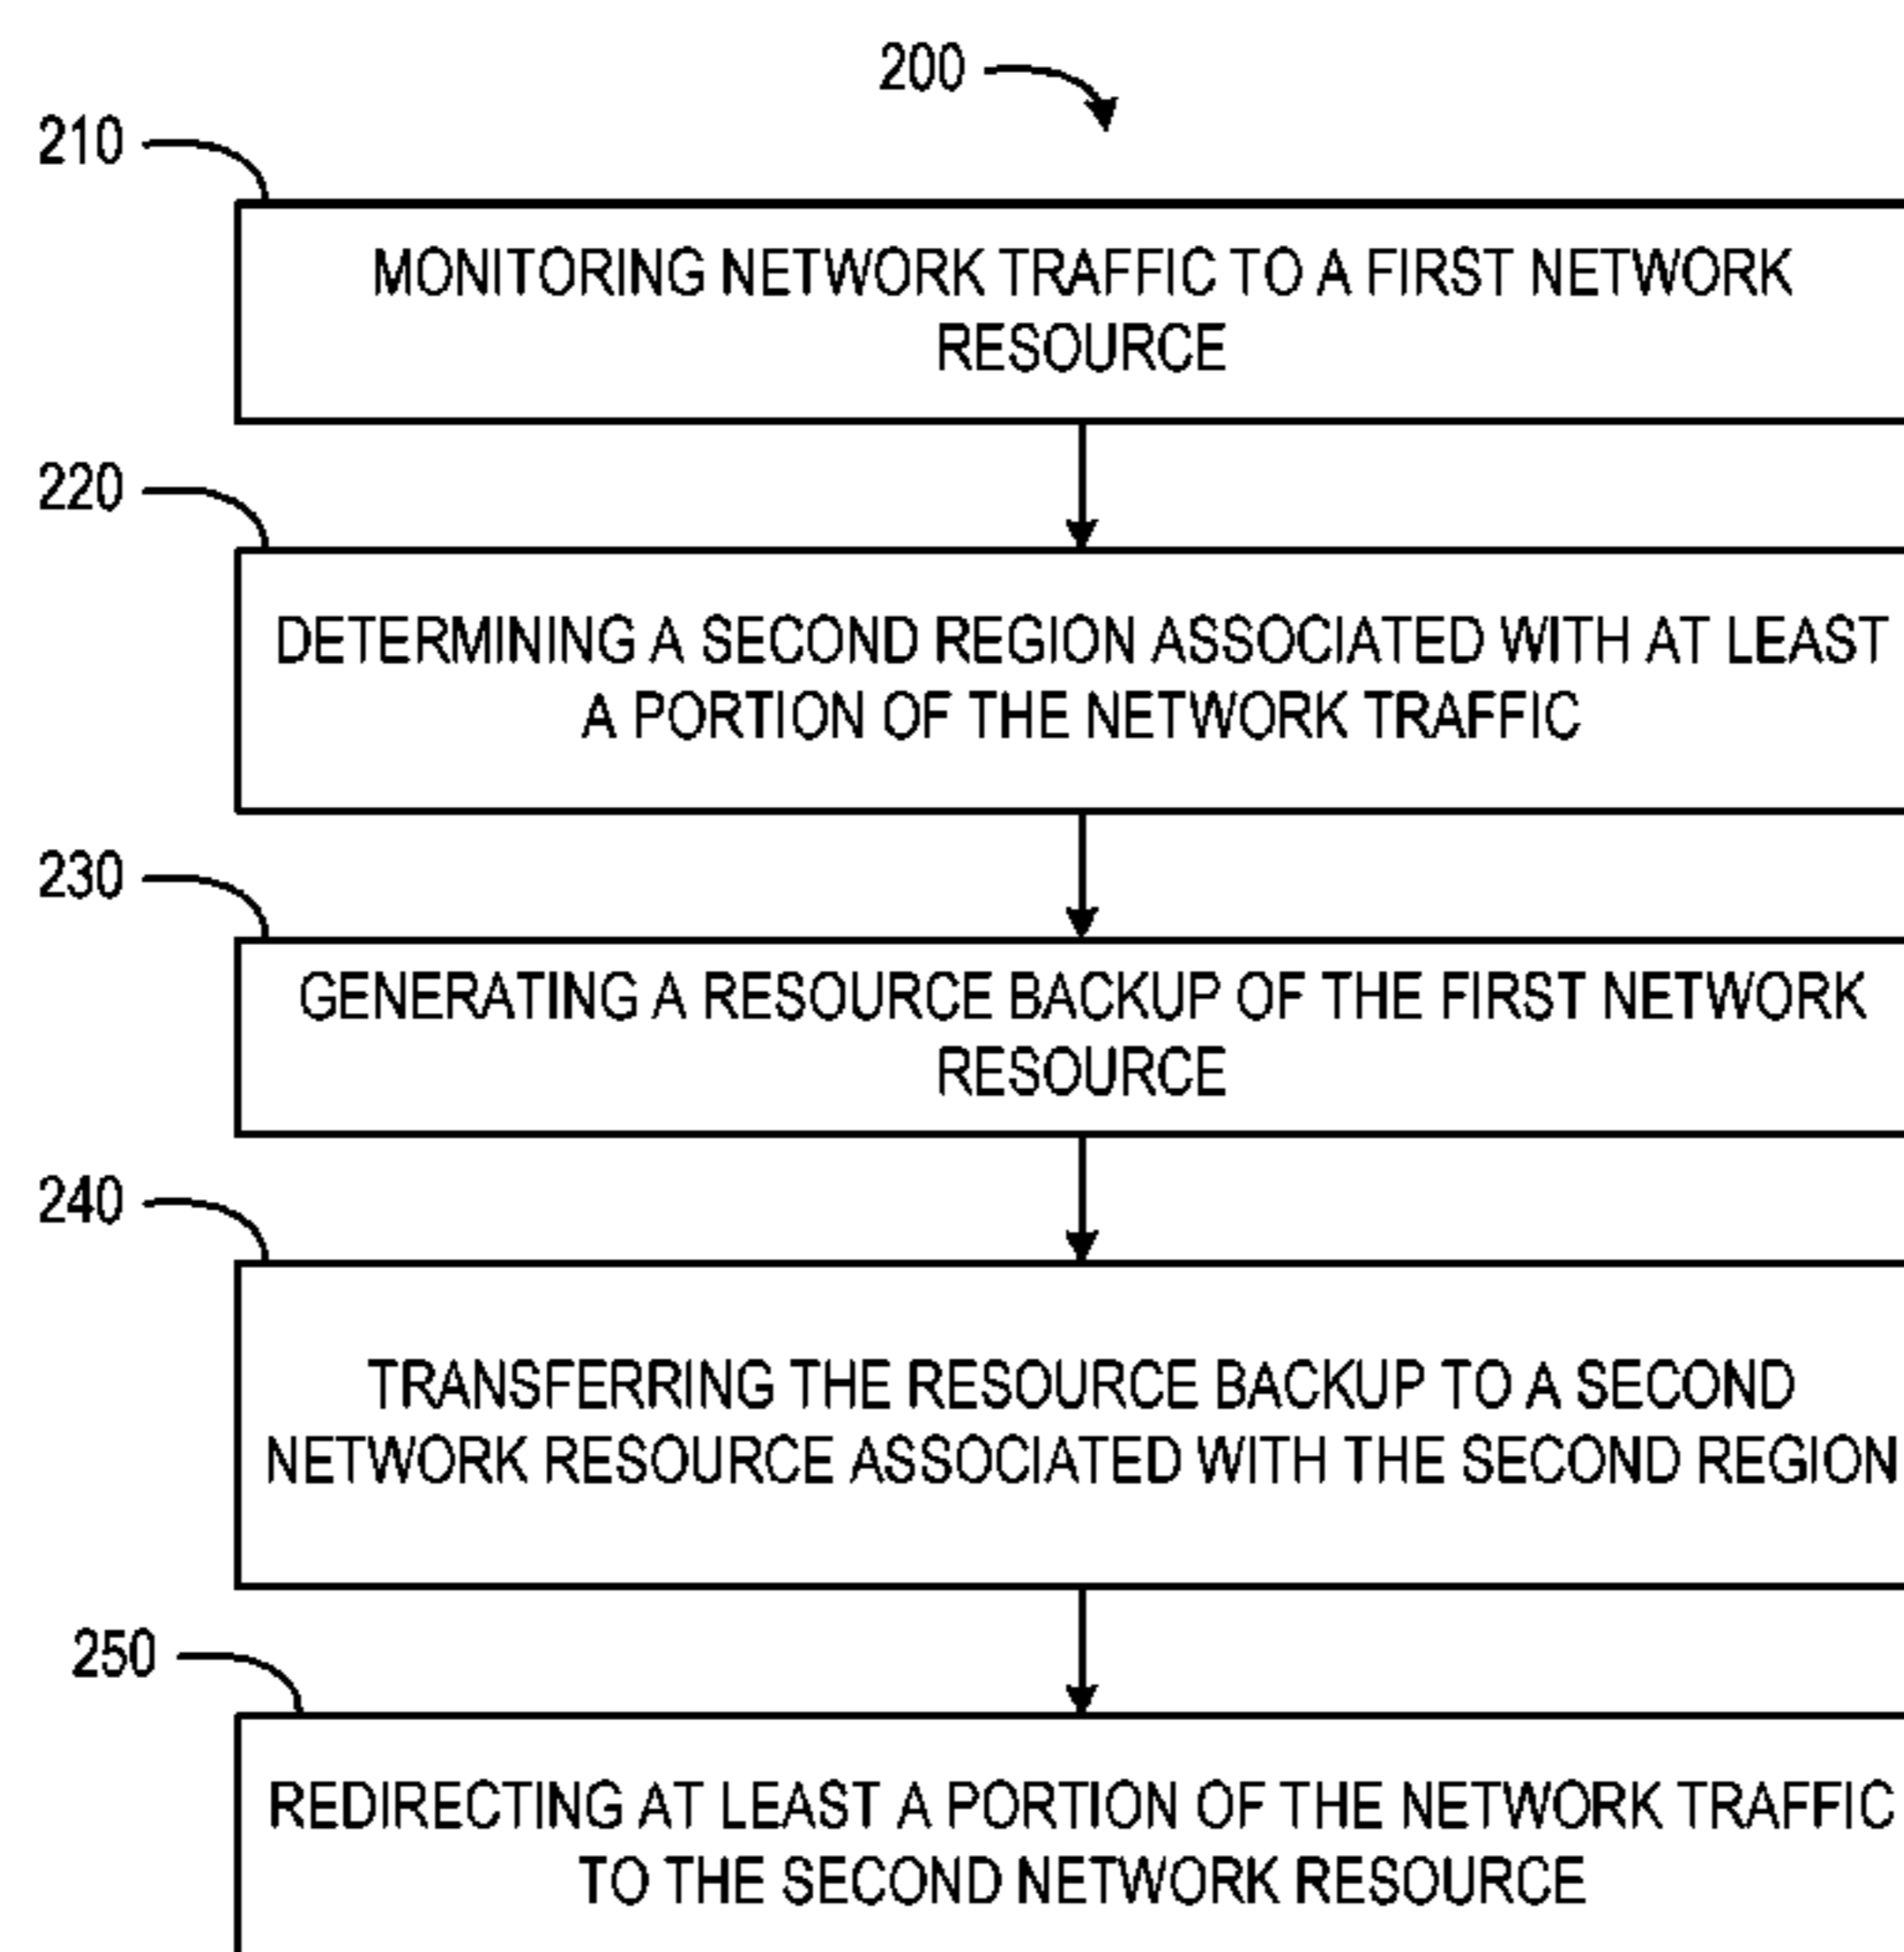 200
210
MONITORING NETWORK TRAFFIC TO A FIRST NETWORK
RESOURCE
220
DETERMINING A SECOND REGION ASSOCIATED WITH AT LEAST
A PORTION OF THE NETWORK TRAFFIC
230
GENERATING A RESOURCE BACKUP OF THE FIRST NETWORK
RESOURCE
240
TRANSFERRING THE RESOURCE BACKUP TO A SECOND
NETWORK RESOURCE ASSOCIATED WITH THE SECOND REGION
250
REDIRECTING AT LEAST A PORTION OF THE NETWORK TRAFFIC
TO THE SECOND NETWORK RESOURCE